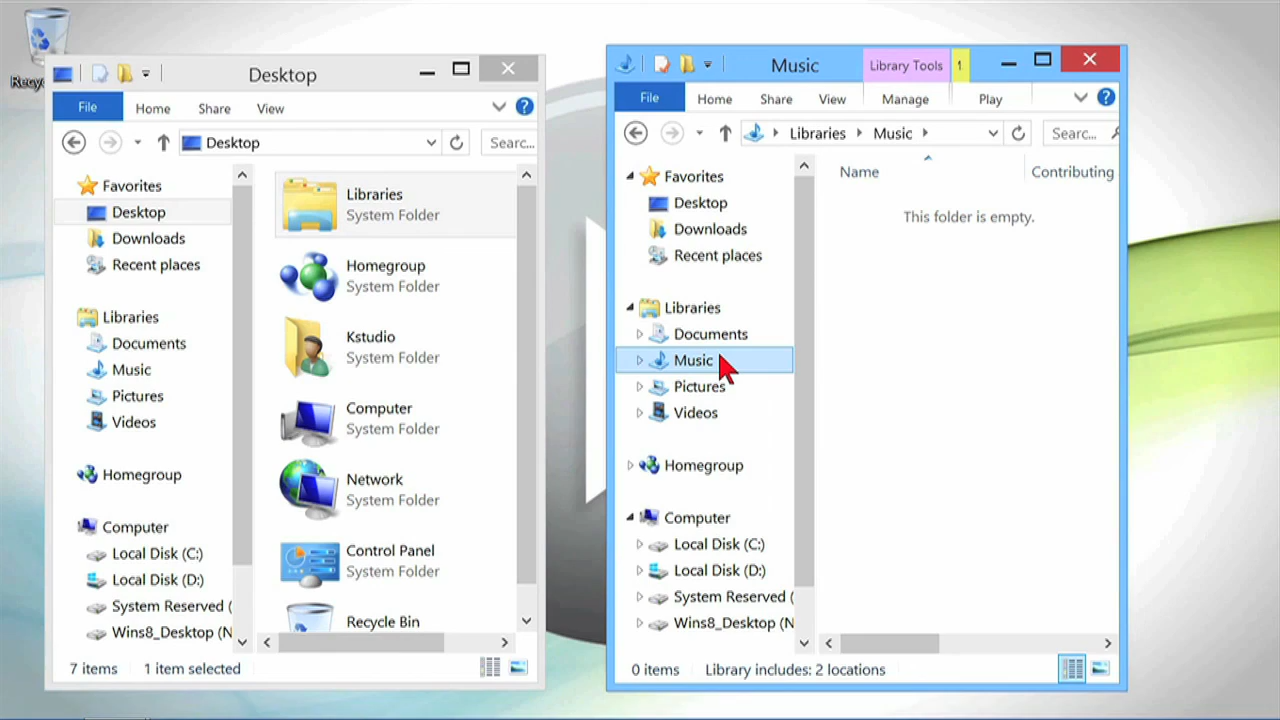 Recy
Desktop
File
Home
Share
View
Desktop
Searc...
Favorites
Desktop
Downloads
Recent places
Libraries
Documents
Music
Pictures
Videos
Homegroup
Computer
Local Disk (C:)
Local Disk (D:)
System Reserved (
Wins8_Desktop (N
Libraries
System Folder
Homegroup
System Folder
Kstudio
System Folder
Computer
System Folder
Network
System Folder
Control Panel
System Folder
Recycle Bin
7 items
1 item selected
Music
Library Tools
1
File
Home
Share
View
Manage
Play
Libraries
Music
Searc...
Favorites
Desktop
Downloads
Recent places
Libraries
Documents
Music
Pictures
Videos
Homegroup
Computer
Local Disk (C:)
Local Disk (D:)
System Reserved (
Wins8_Desktop (N
Name
Contributing
This folder is empty.
0 items
Library includes: 2 locations